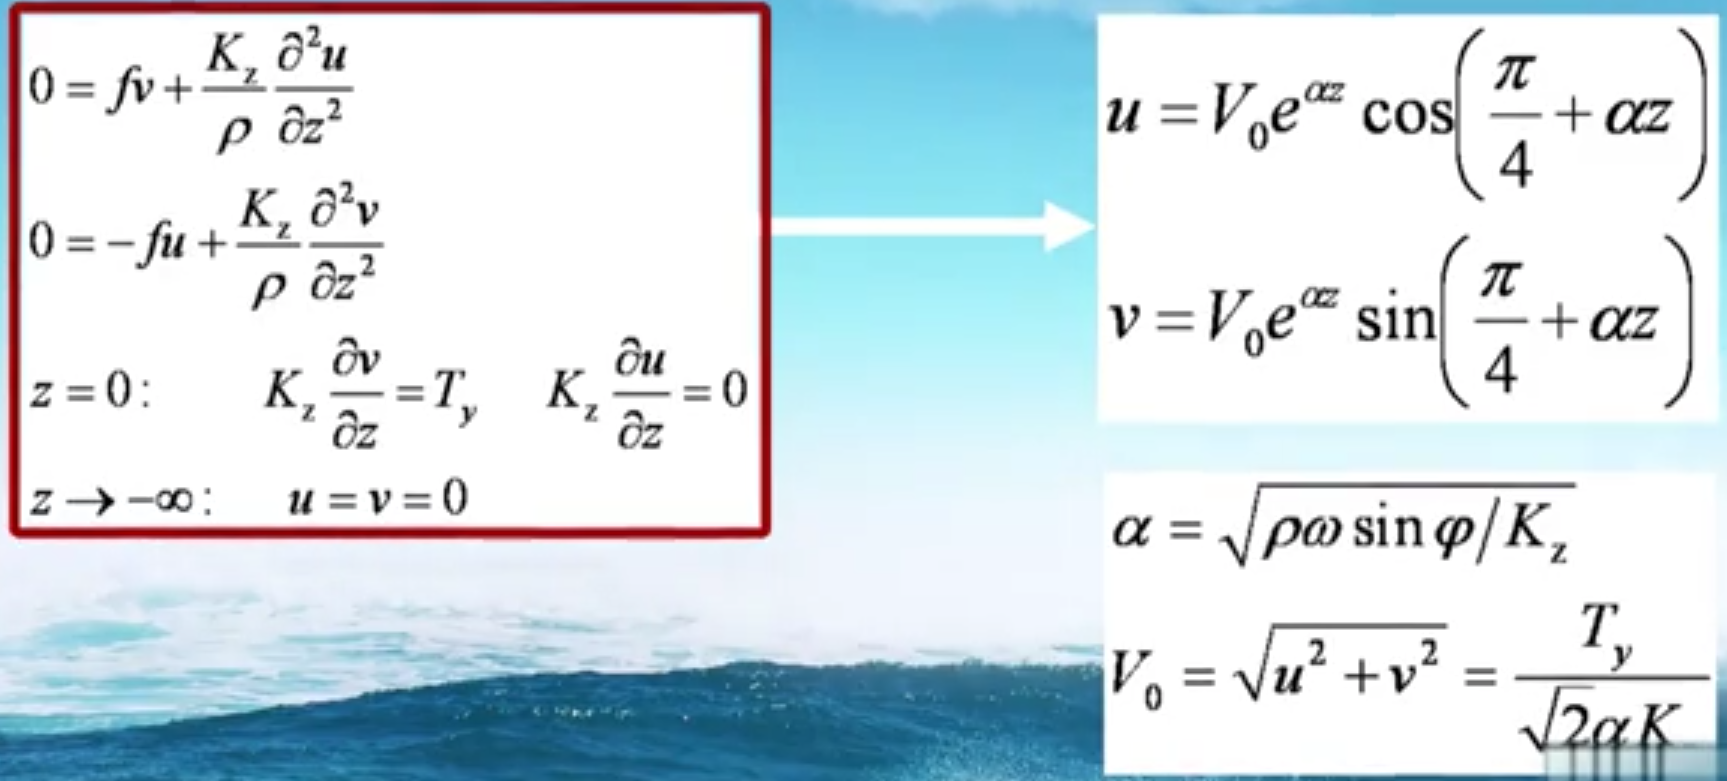 0 = fv + \frac{K_z}{\rho} \frac{\partial^2 u}{\partial z^2}
0 = -fu + \frac{K_z}{\rho} \frac{\partial^2 v}{\partial z^2}
z = 0: K_z \frac{\partial v}{\partial z} = T_y K_z \frac{\partial u}{\partial z} = 0
z → -∞: u = v = 0
u = V_0 e^{\alpha z} \cos\left(\frac{\pi}{4} + \alpha z\right)
v = V_0 e^{\alpha z} \sin\left(\frac{\pi}{4} + \alpha z\right)
\alpha = \sqrt{\rho \omega \sin \varphi / K_z}
V_0 = \sqrt{u^2 + v^2} = \frac{T_y}{\sqrt{2} \alpha K}